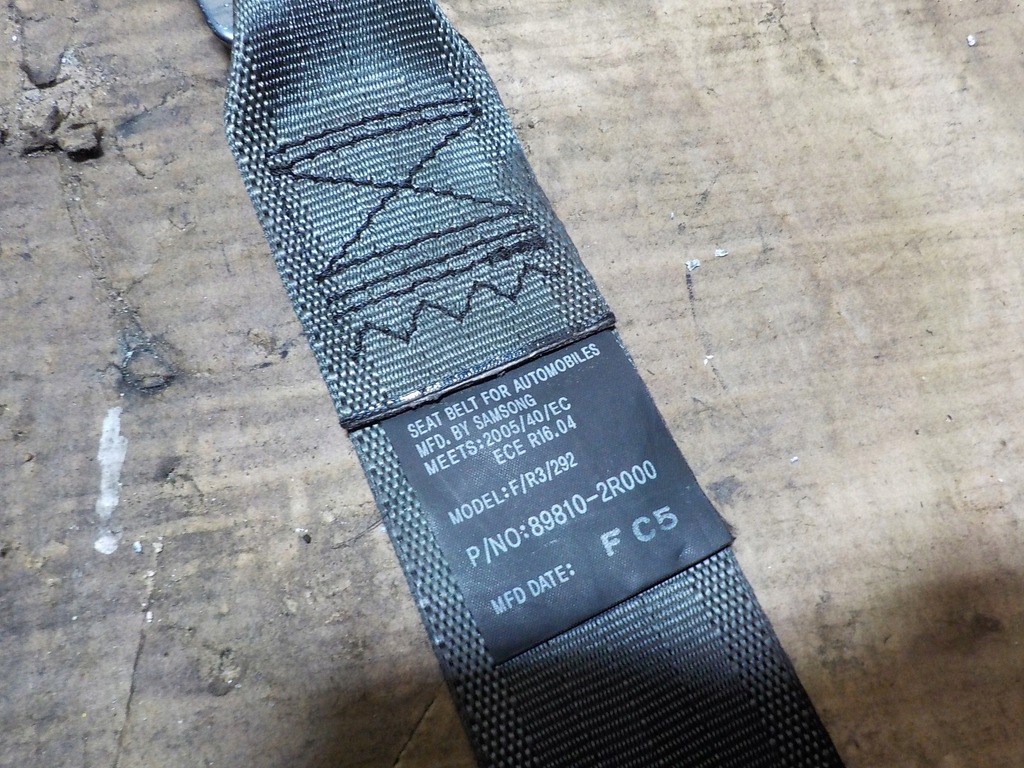 SEAT BELT FOR AUTOMOBILES
MFD. BY SAMSONG
MEETS:2005/40/EC
ECE R16.04
MODEL:F/R3/292
P/NO:89810-2R000
MFD DATE: F C5